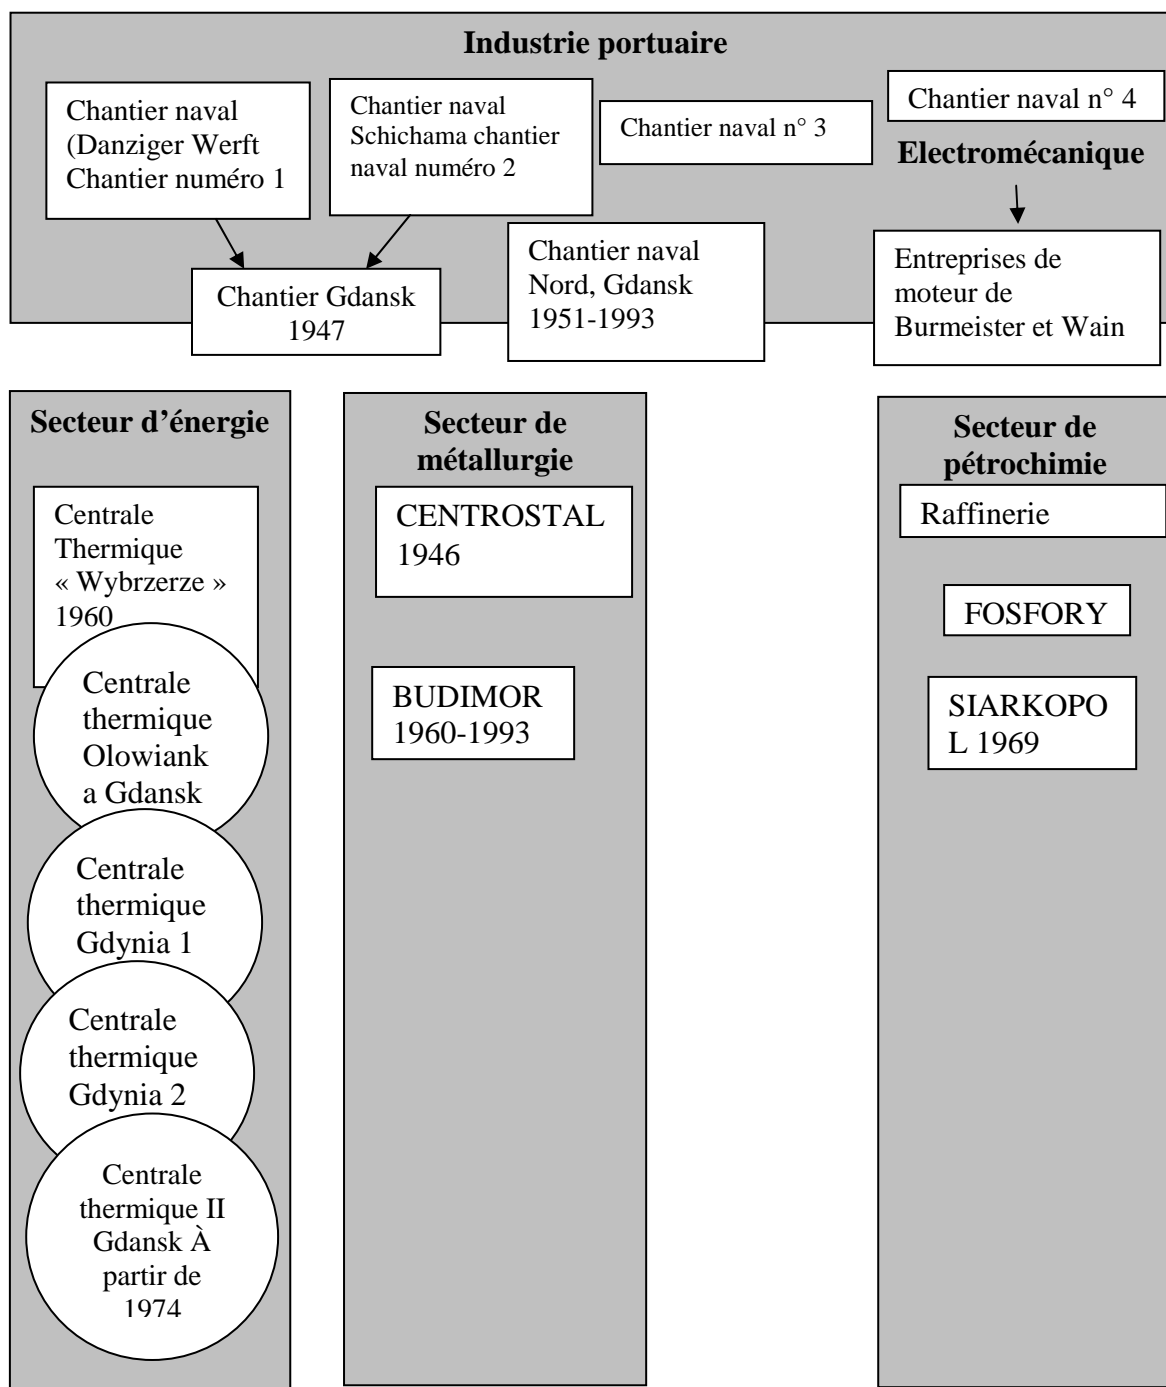 Industrie portuaire
Chantier naval
(Danziger Werft
Chantier numéro 1
Chantier naval
Schichama chantier
naval numéro 2
Chantier naval n° 3
Chantier naval n° 4
Electromécanique
Chantier Gdansk
1947
Chantier naval
Nord, Gdansk
1951-1993
Entreprises de
moteur de
Burmeister et Wain
Secteur d’énergie
Centrale
Thermique
« Wybrzerze »
1960
Centrale
thermique
Olowiank
a Gdansk
Centrale
thermique
Gdynia 1
Centrale
thermique
Gdynia 2
Centrale
thermique II
Gdansk À
partir de
1974
Secteur de
métallurgie
CENTROSTAL
1946
BUDIMOR
1960-1993
Secteur de
pétrochimie
Raffinerie
FOSFORY
SIARKOPO
L 1969